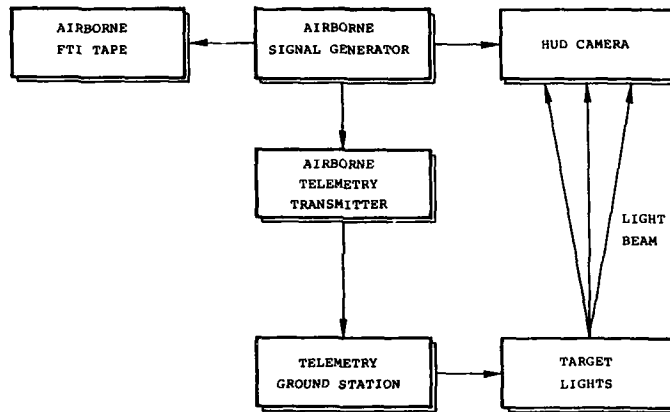 AIRBORNE
FTI TAPE
AIRBORNE
SIGNAL GENERATOR
HUD CAMERA
AIRBORNE
TELEMETRY
TRANSMITTER
LIGHT
BEAM
TELEMETRY
GROUND STATION
TARGET
LIGHTS